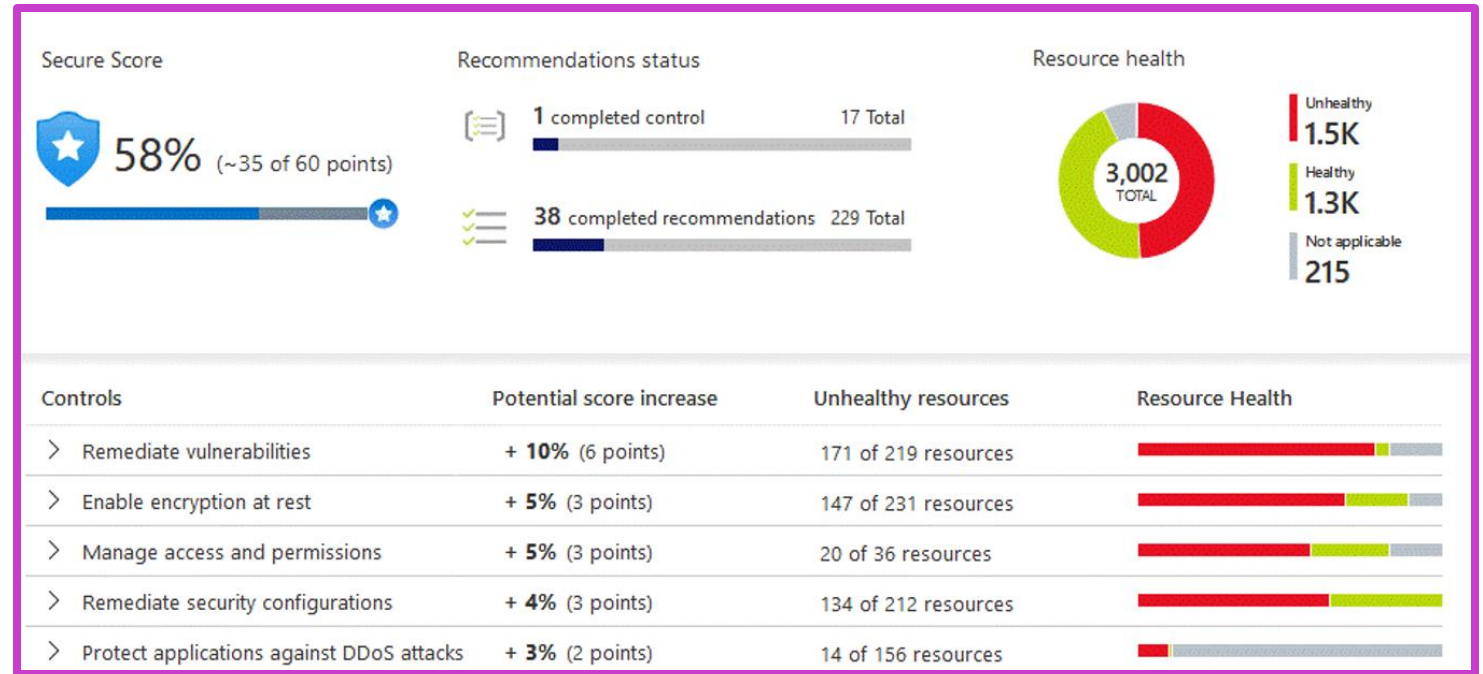 Secure Score
58% (~35 of 60 points)
Recommendations status
1 completed control 17 Total
38 completed recommendations 229 Total
Resource health
3,002
TOTAL
Unhealthy
1.5K
Healthy
1.3K
Not applicable
215
Controls Potential score increase Unhealthy resources Resource Health
Remediate vulnerabilities + 10% (6 points) 171 of 219 resources
Enable encryption at rest + 5% (3 points) 147 of 231 resources
Manage access and permissions + 5% (3 points) 20 of 36 resources
Remediate security configurations + 4% (3 points) 134 of 212 resources
Protect applications against DDoS attacks + 3% (2 points) 14 of 156 resources